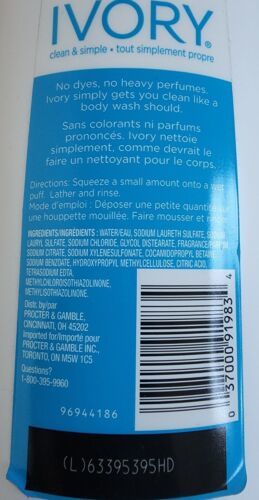 IVORY®
clean & simple • tout simplement propre
No dyes, no heavy perfumes.
Ivory simply gets you clean like a
body wash should.
Sans colorants ni parfums
prononcés. Ivory nettoie
simplement, comme devrait le
faire un nettoyant pour le corps.
Directions: Squeeze a small amount onto a wet
puff. Lather and rinse.
Mode d'emploi : Déposer une petite quantité sur
une houppette mouillée. Faire mousser et rincer.
INGREDIENTS/INGRÉDIENTS : WATER/EAU, SODIUM LAURETH SULFATE, SODIUM
LAURYL SULFATE, SODIUM CHLORIDE, GLYCOL DISTEARATE, FRAGRANCE/PARFUM,
SODIUM CITRATE, SODIUM XYLENESULFONATE, COCAMIDOPROPYL BETAINE,
SODIUM BENZOATE, HYDROXYPROPYL METHYLCELLULOSE, CITRIC ACID,
TETRASODIUM EDTA,
METHYLCHLOROISOTHIAZOLINONE,
METHYLISOTHIAZOLINONE.
Distr. by/par
PROCTER & GAMBLE,
CINCINNATI, OH 45202
Imported for/Importé pour
PROCTER & GAMBLE INC.,
TORONTO, ON M5W 1C5
Questions?
1-800-395-9960
96944186
0 37000 91983 4
(L)63395395HD